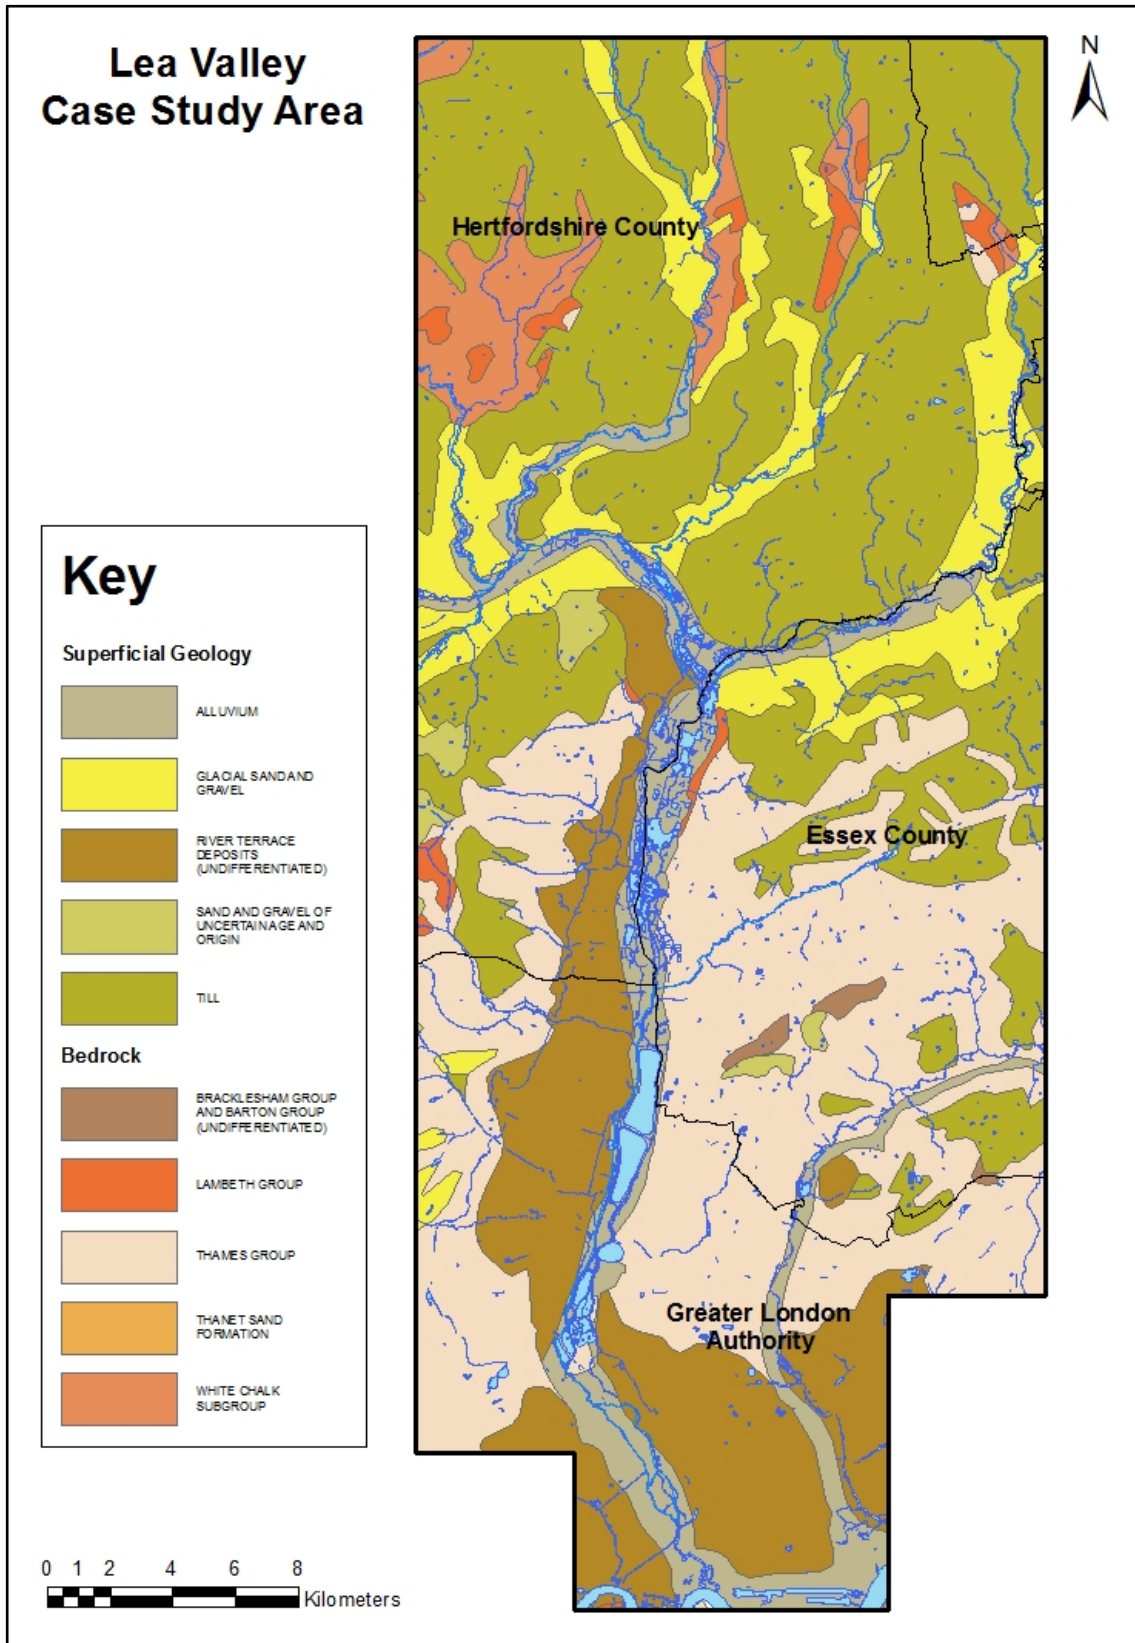 Lea Valley
Case Study Area
N
Hertfordshire County
Essex County
Greater London
Authority
Key
Superficial Geology
ALLUVIUM
GLACIAL SAND AND
GRAVEL
RIVER TERRACE
DEPOSITS
(UNDIFFERENTIATED)
SAND AND GRAVEL OF
UNCERTAIN AGE AND
ORIGIN
TILL
Bedrock
BRACKLESHAM GROUP
AND BARTON GROUP
(UNDIFFERENTIATED)
LAMBETH GROUP
THAMES GROUP
THANET SAND
FORMATION
WHITE CHALK
SUBGROUP
0 1 2 4 6 8
Kilometers